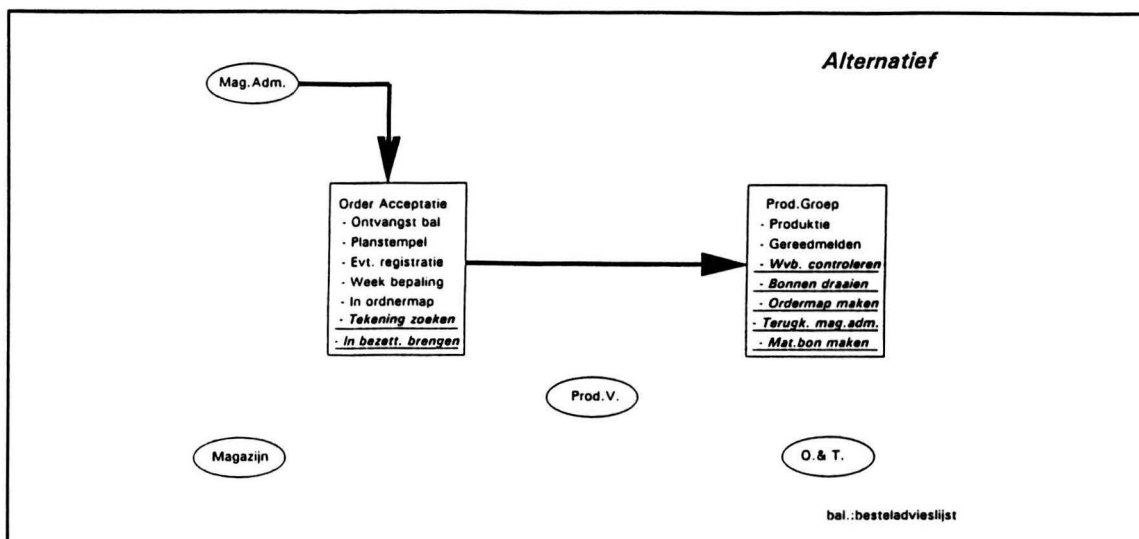 Alternatief
Mag.Adm.
Order Acceptatie
- Ontvangst bal
- Planstempel
- Evt. registratie
- Week bepaling
- In ordnermap
- Tekening zoeken
- In bezett. brengen
Prod.Groep
- Produktie
- Gereedmelden
- Wvb. controleren
- Bonnen draaien
- Ordermap maken
- Terugk. mag.adm.
- Mat.bon maken
Prod.V.
Magazijn
O.& T.
bal.:besteladvieslijst